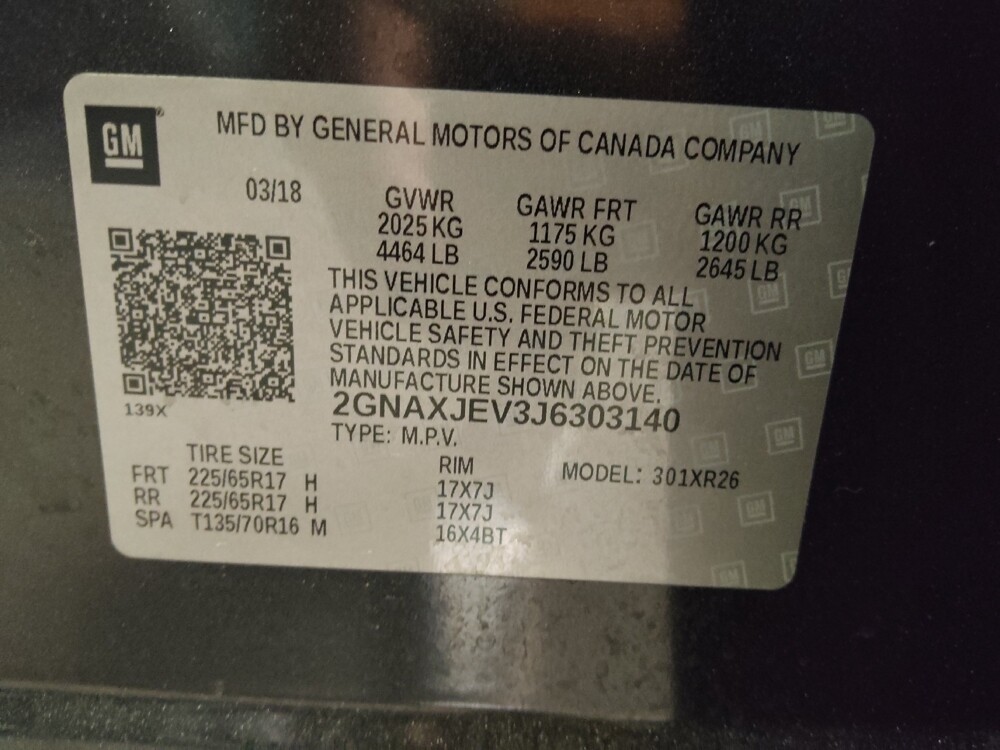 GM
MFD BY GENERAL MOTORS OF CANADA COMPANY
03/18
GVWR GAWR FRT GAWR RR
2025 KG 1175 KG 1200 KG
4464 LB 2590 LB 2645 LB
THIS VEHICLE CONFORMS TO ALL
APPLICABLE U.S. FEDERAL MOTOR
VEHICLE SAFETY AND THEFT PREVENTION
STANDARDS IN EFFECT ON THE DATE OF
MANUFACTURE SHOWN ABOVE.
139X
2GNAXJEV3J6303140
TYPE: M.P.V.
TIRE SIZE RIM MODEL: 301XR26
FRT 225/65R17 H 17X7J
RR 225/65R17 H 17X7J
SPA T135/70R16 M 16X4BT